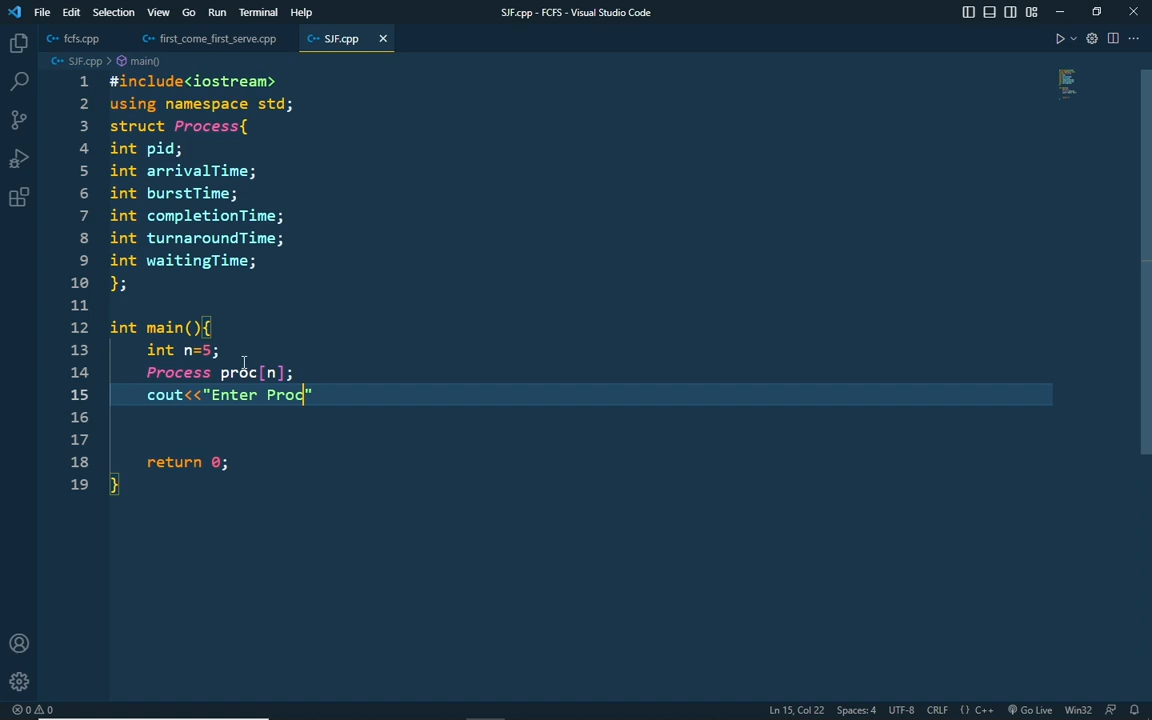 File Edit Selection View Go Run Terminal Help SJF.cpp - FCFS - Visual Studio Code
fcfs.cpp first_come_first_serve.cpp SJF.cpp
SJF.cpp > main()
1 #include<iostream>
2 using namespace std;
3 struct Process{
4 int pid;
5 int arrivalTime;
6 int burstTime;
7 int completionTime;
8 int turnaroundTime;
9 int waitingTime;
10 };
11
12 int main(){
13 int n=5;
14 Process proc[n];
15 cout<<"Enter Proc"
16
17
18 return 0;
19 }
0 0 Ln 15, Col 22 Spaces: 4 UTF-8 CRLF {} C++ Go Live Win32